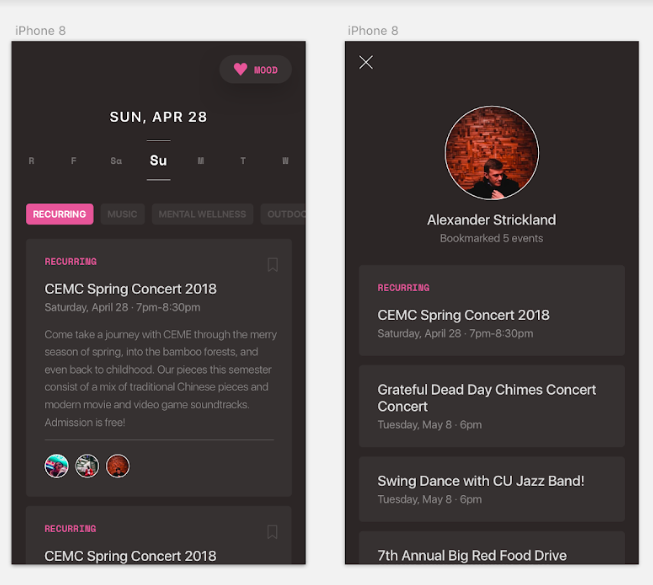 iPhone 8
MOOD
SUN, APR 28
R F Sa Su M T W
RECURRING MUSIC MENTAL WELLNESS OUTDOO
RECURRING
CEMC Spring Concert 2018
Saturday, April 28 · 7pm-8:30pm
Come take a journey with CEME through the merry
season of spring, into the bamboo forests, and
even back to childhood. Our pieces this semester
consist of a mix of traditional Chinese pieces and
modern movie and video game soundtracks.
Admission is free!
RECURRING
CEMC Spring Concert 2018
iPhone 8
Alexander Strickland
Bookmarked 5 events
RECURRING
CEMC Spring Concert 2018
Saturday, April 28 · 7pm-8:30pm
Grateful Dead Day Chimes Concert
Concert
Tuesday, May 8 · 6pm
Swing Dance with CU Jazz Band!
Tuesday, May 8 · 6pm
7th Annual Big Red Food Drive